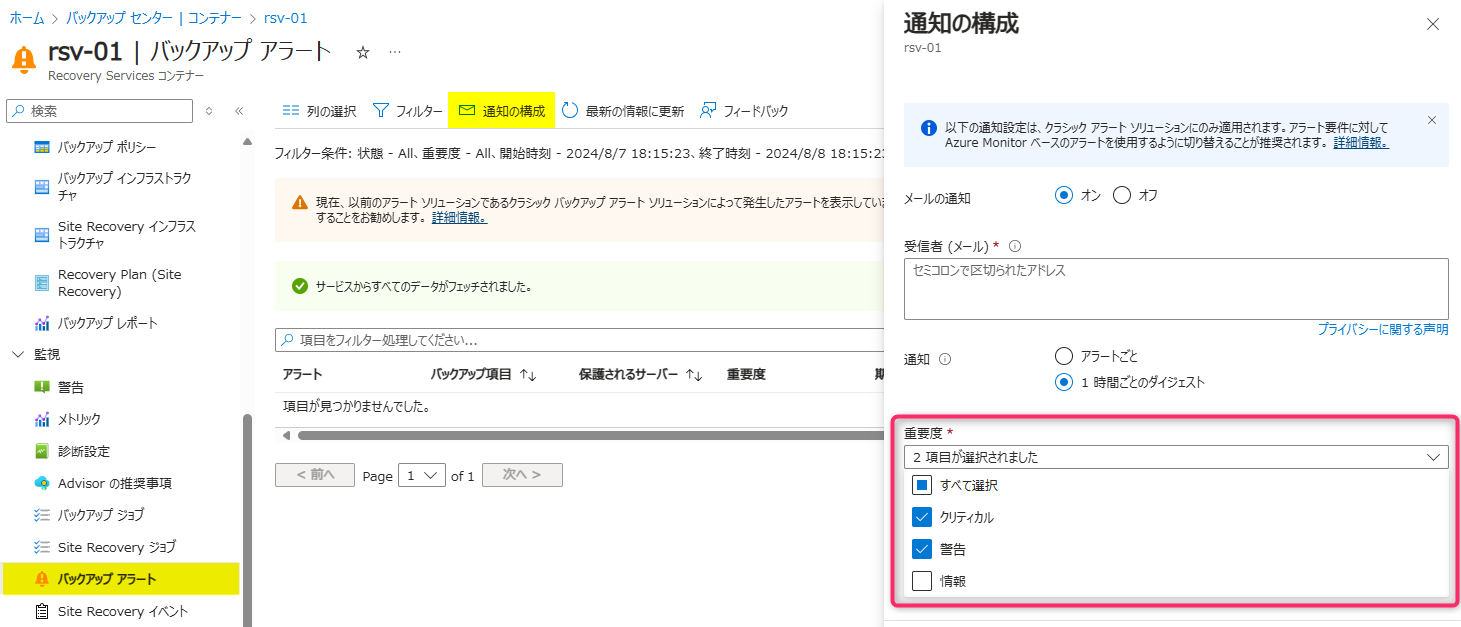 ホーム > バックアップ センター | コンテナー > rsv-01
rsv-01 | バックアップ アラート ☆ …
Recovery Services コンテナー
検索
バックアップ ポリシー
バックアップ インフラストラク
チャ
Site Recovery インフラス
トラクチャ
Recovery Plan (Site
Recovery)
バックアップ レポート
監視
警告
メトリック
診断設定
Advisor の推奨事項
バックアップ ジョブ
Site Recovery ジョブ
バックアップ アラート
Site Recovery イベント
列の選択 フィルター 通知の構成 最新の情報に更新 フィードバック
フィルター条件: 状態 - All、重要度 - All、開始時刻 - 2024/8/7 18:15:23、終了時刻 - 2024/8/8 18:15:23
現在、以前のアラート ソリューションであるクラシック バックアップ アラート ソリューションによって発生したアラートを表示してい
することをお勧めします。 詳細情報。
サービスからすべてのデータがフェッチされました。
項目をフィルター処理してください...
アラート バックアップ項目 ↑↓ 保護されるサーバー ↑↓ 重要度
項目が見つかりませんでした。
< 前へ Page 1 of 1 次へ >
通知の構成
rsv-01
以下の通知設定は、クラシック アラート ソリューションにのみ適用されます。アラート要件に対して
Azure Monitor ベースのアラートを使用するように切り替えることが推奨されます。 詳細情報。
メールの通知 オン オフ
受信者 (メール) *
セミコロンで区切られたアドレス
プライバシーに関する声明
通知 アラートごと
1 時間ごとのダイジェスト
重要度 *
2 項目が選択されました
すべて選択
クリティカル
警告
情報